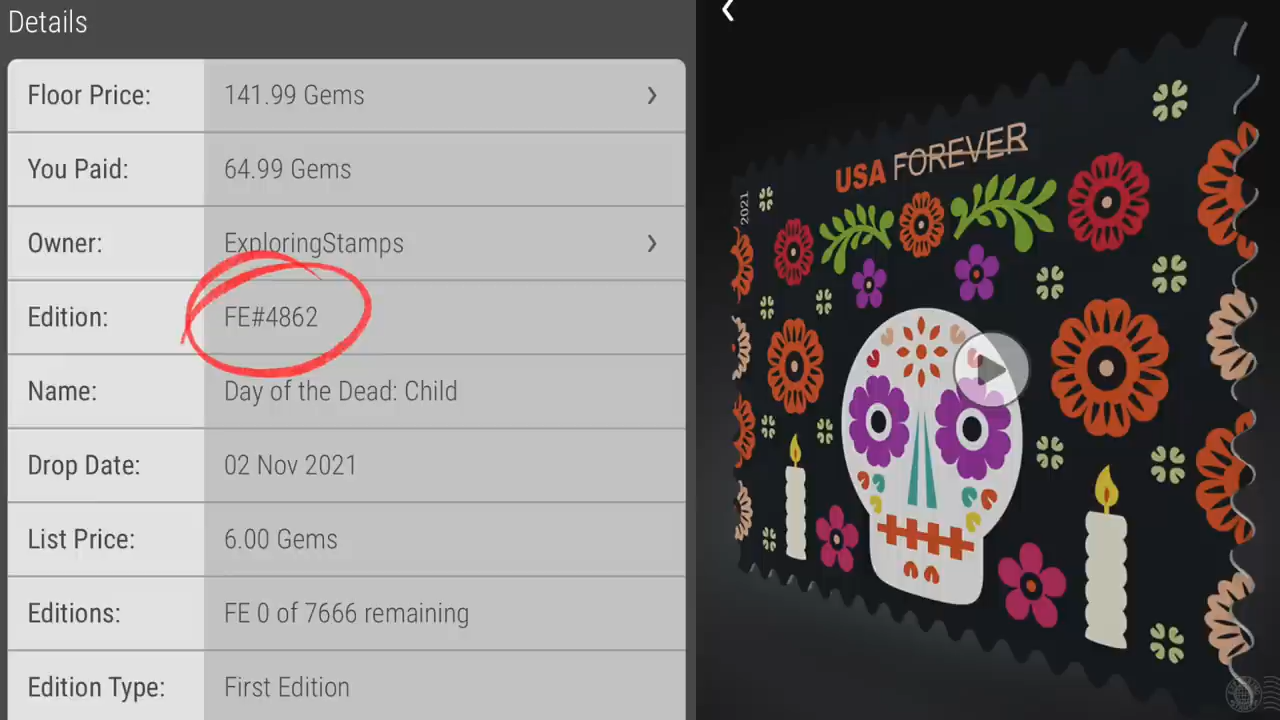 Details
Floor Price: 141.99 Gems
You Paid: 64.99 Gems
Owner: ExploringStamps
Edition: FE#4862
Name: Day of the Dead: Child
Drop Date: 02 Nov 2021
List Price: 6.00 Gems
Editions: FE 0 of 7666 remaining
Edition Type: First Edition
USA FOREVER
2021